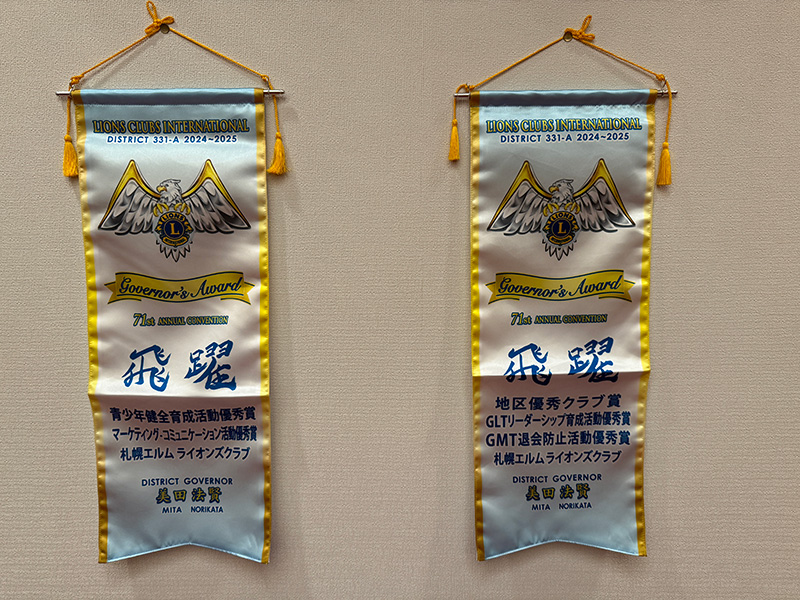 LIONS CLUBS INTERNATIONAL
DISTRICT 331-A 2024~2025
LIONS
L
INTERNATIONAL
Governor's Award
71st ANNUAL CONVENTION
飛躍
青少年健全育成活動優秀賞
マーケティング・コミュニケーション活動優秀賞
札幌エルム ライオンズクラブ
DISTRICT GOVERNOR
美田 法賢
MITA NORIKATA
LIONS CLUBS INTERNATIONAL
DISTRICT 331-A 2024~2025
LIONS
L
INTERNATIONAL
Governor's Award
71st ANNUAL CONVENTION
飛躍
地区優秀クラブ賞
GLTリーダーシップ育成活動優秀賞
GMT退会防止活動優秀賞
札幌エルム ライオンズクラブ
DISTRICT GOVERNOR
美田 法賢
MITA NORIKATA